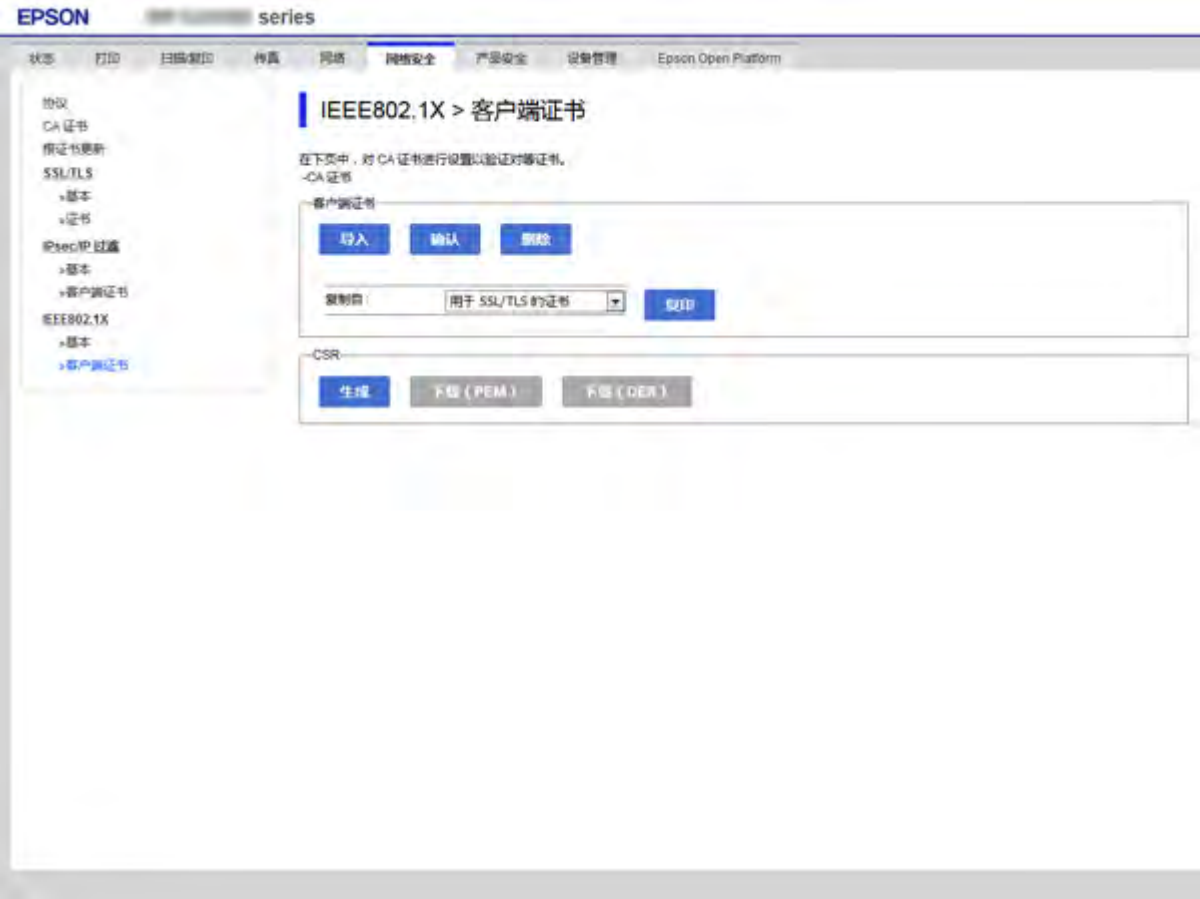 EPSON series
状态 打印 扫描/复印 传真 网络 网络安全 产品安全 设备管理 Epson Open Platform
协议
CA 证书
根证书更新
SSL/TLS
»基本
»证书
IPsec/IP 过滤
»基本
»客户端证书
IEEE802.1X
»基本
»客户端证书
IEEE802.1X > 客户端证书
在下页中，对 CA 证书进行设置以验证对等证书。
-CA 证书
客户端证书
导入 确认 删除
复制自 用于 SSL/TLS 的证书 复印
CSR
生成 下载（PEM） 下载（DER）